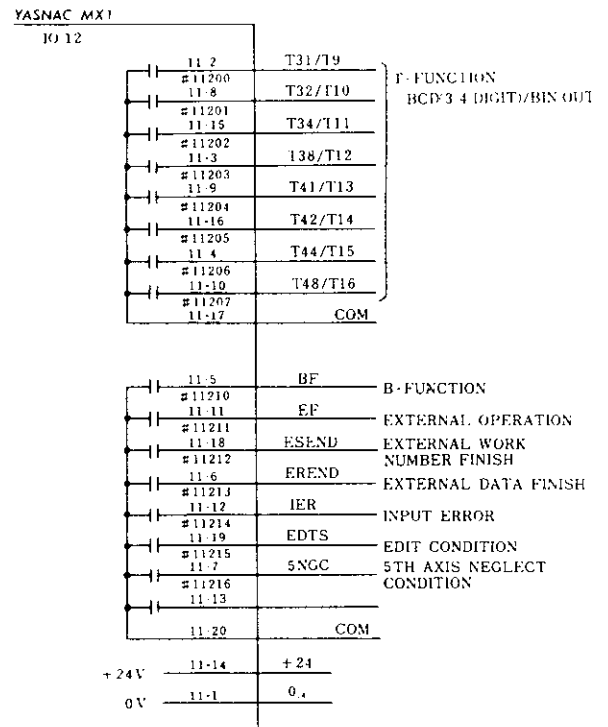 YASNAC MX1
IO 12
11-2 T31/T9
#11200
11-8 T32/T10
#11201
11-15 T34/T11
#11202
11-3 T38/T12
#11203
11-9 T41/T13
#11204
11-16 T42/T14
#11205
11-4 T44/T15
#11206
11-10 T48/T16
#11207
11-17 COM
T-FUNCTION
BCD(3 4 DIGIT)/BIN OUT
11-5 BF B-FUNCTION
#11210
11-11 EF EXTERNAL OPERATION
#11211
11-18 ESEND EXTERNAL WORK
NUMBER FINISH
#11212
11-6 EREND EXTERNAL DATA FINISH
#11213
11-12 IER INPUT ERROR
#11214
11-19 EDTS EDIT CONDITION
#11215
11-7 5NGC 5TH AXIS NEGLECT
CONDITION
#11216
11-13
11-20 COM
+24V 11-14 +24
0V 11-1